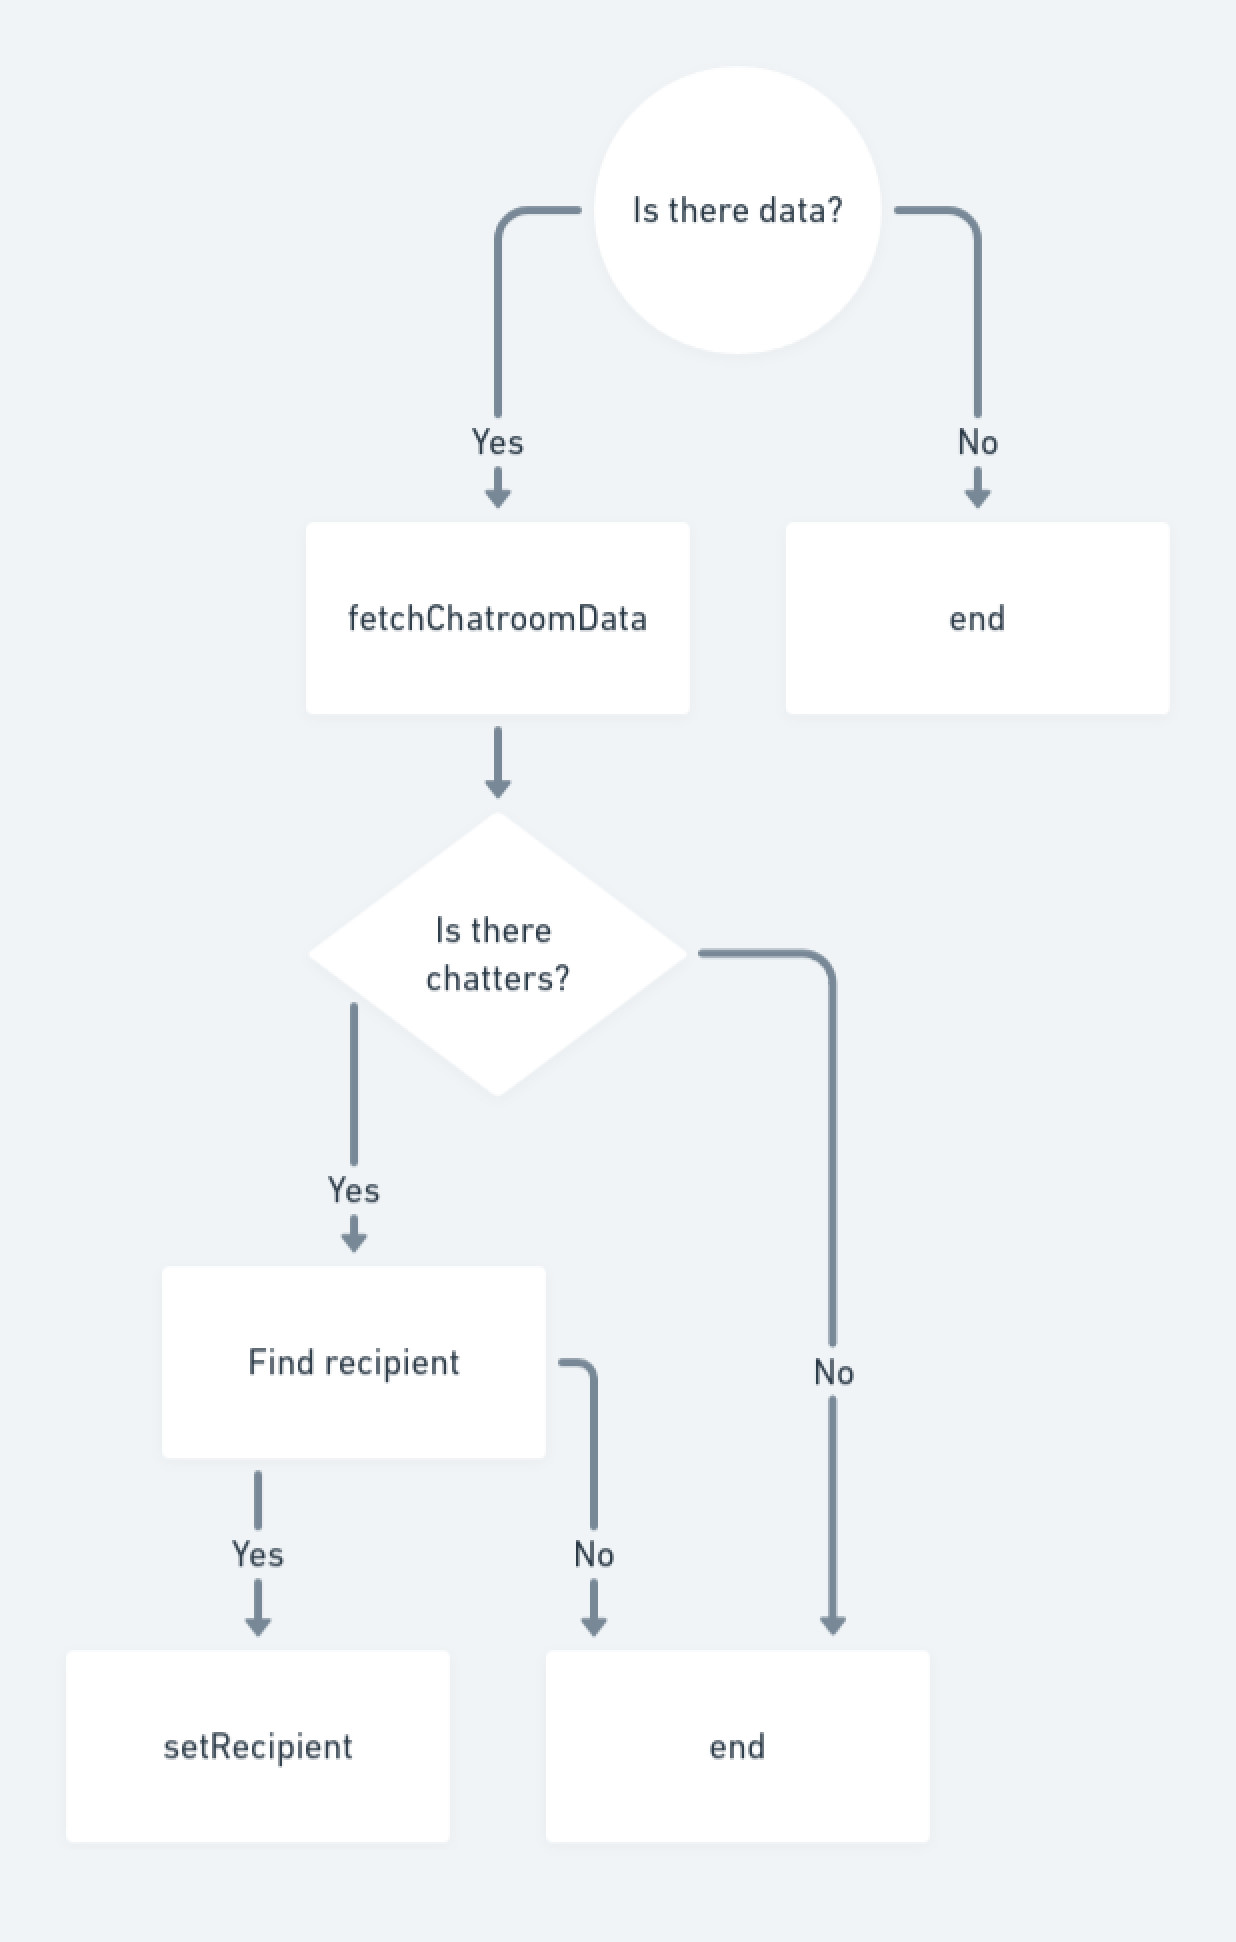 Is there data?
Yes
No
fetchChatroomData
end
Is there
chatters?
Yes
Find recipient
No
Yes
No
setRecipient
end